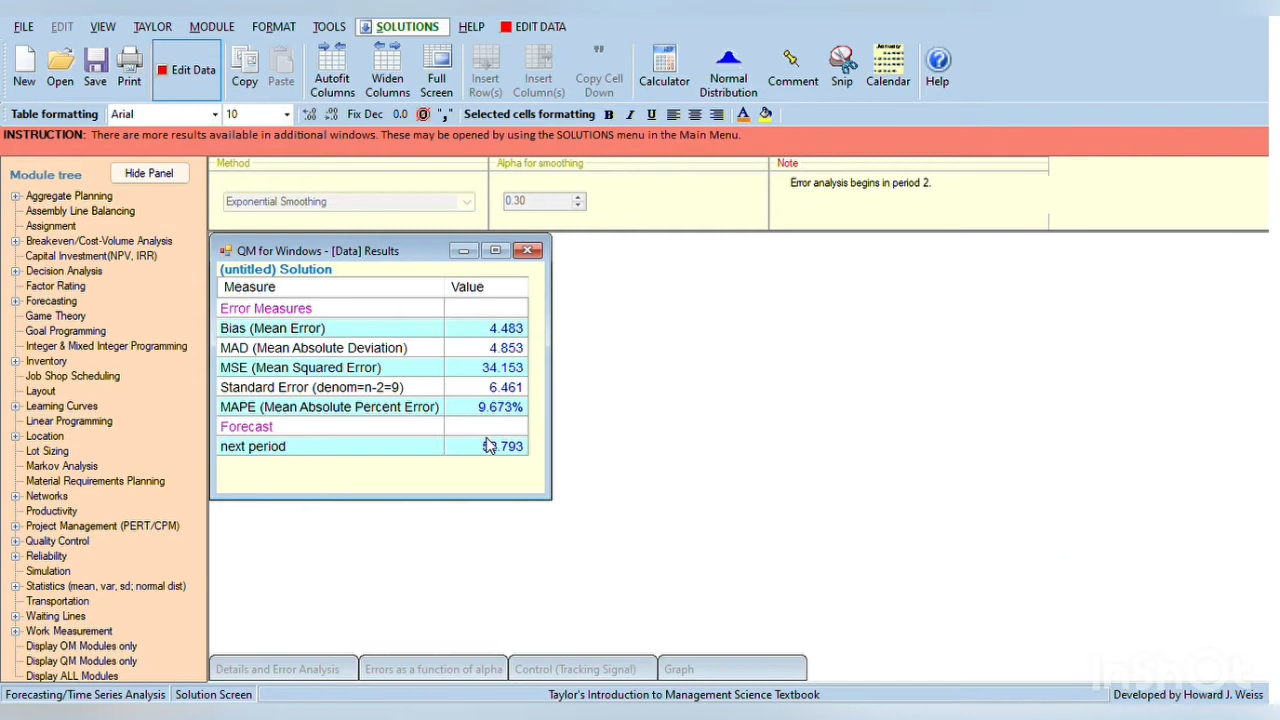 FILE EDIT VIEW TAYLOR MODULE FORMAT TOOLS SOLUTIONS HELP EDIT DATA
New Open Save Print Edit Data Copy Paste Autofit Columns Widen Columns Full Screen Insert Row(s) Insert Column(s) Copy Cell Down Calculator Normal Distribution Comment Snip Calendar Help
Table formatting Arial 10 Fix Dec 0.0 Selected cells formatting B I U A
INSTRUCTION: There are more results available in additional windows. These may be opened by using the SOLUTIONS menu in the Main Menu.
Module tree Hide Panel
Aggregate Planning
Assembly Line Balancing
Assignment
Breakeven/Cost-Volume Analysis
Capital Investment(NPV, IRR)
Decision Analysis
Factor Rating
Forecasting
Game Theory
Goal Programming
Integer & Mixed Integer Programming
Inventory
Job Shop Scheduling
Layout
Learning Curves
Linear Programming
Location
Lot Sizing
Markov Analysis
Material Requirements Planning
Networks
Productivity
Project Management (PERT/CPM)
Quality Control
Reliability
Simulation
Statistics (mean, var, sd; normal dist)
Transportation
Waiting Lines
Work Measurement
Display OM Modules only
Display QM Modules only
Display ALL Modules
Method
Exponential Smoothing
Alpha for smoothing
0.30
Note
Error analysis begins in period 2.
QM for Windows - [Data] Results
(untitled) Solution
Measure Value
Error Measures
Bias (Mean Error) 4.483
MAD (Mean Absolute Deviation) 4.853
MSE (Mean Squared Error) 34.153
Standard Error (denom=n-2=9) 6.461
MAPE (Mean Absolute Percent Error) 9.673%
Forecast
next period
Details and Error Analysis Errors as a function of alpha Control (Tracking Signal) Graph
InShOt
Forecasting/Time Series Analysis Solution Screen Taylor's Introduction to Management Science Textbook Developed by Howard J. Weiss